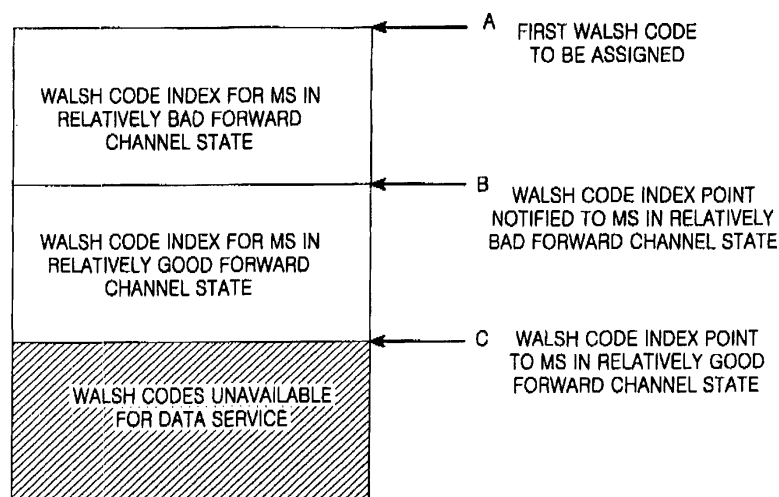 A
FIRST WALSH CODE
TO BE ASSIGNED
WALSH CODE INDEX FOR MS IN
RELATIVELY BAD FORWARD
CHANNEL STATE
B
WALSH CODE INDEX POINT
NOTIFIED TO MS IN RELATIVELY
BAD FORWARD CHANNEL STATE
WALSH CODE INDEX FOR MS IN
RELATIVELY GOOD FORWARD
CHANNEL STATE
C
WALSH CODE INDEX POINT
TO MS IN RELATIVELY GOOD
FORWARD CHANNEL STATE
WALSH CODES UNAVAILABLE
FOR DATA SERVICE